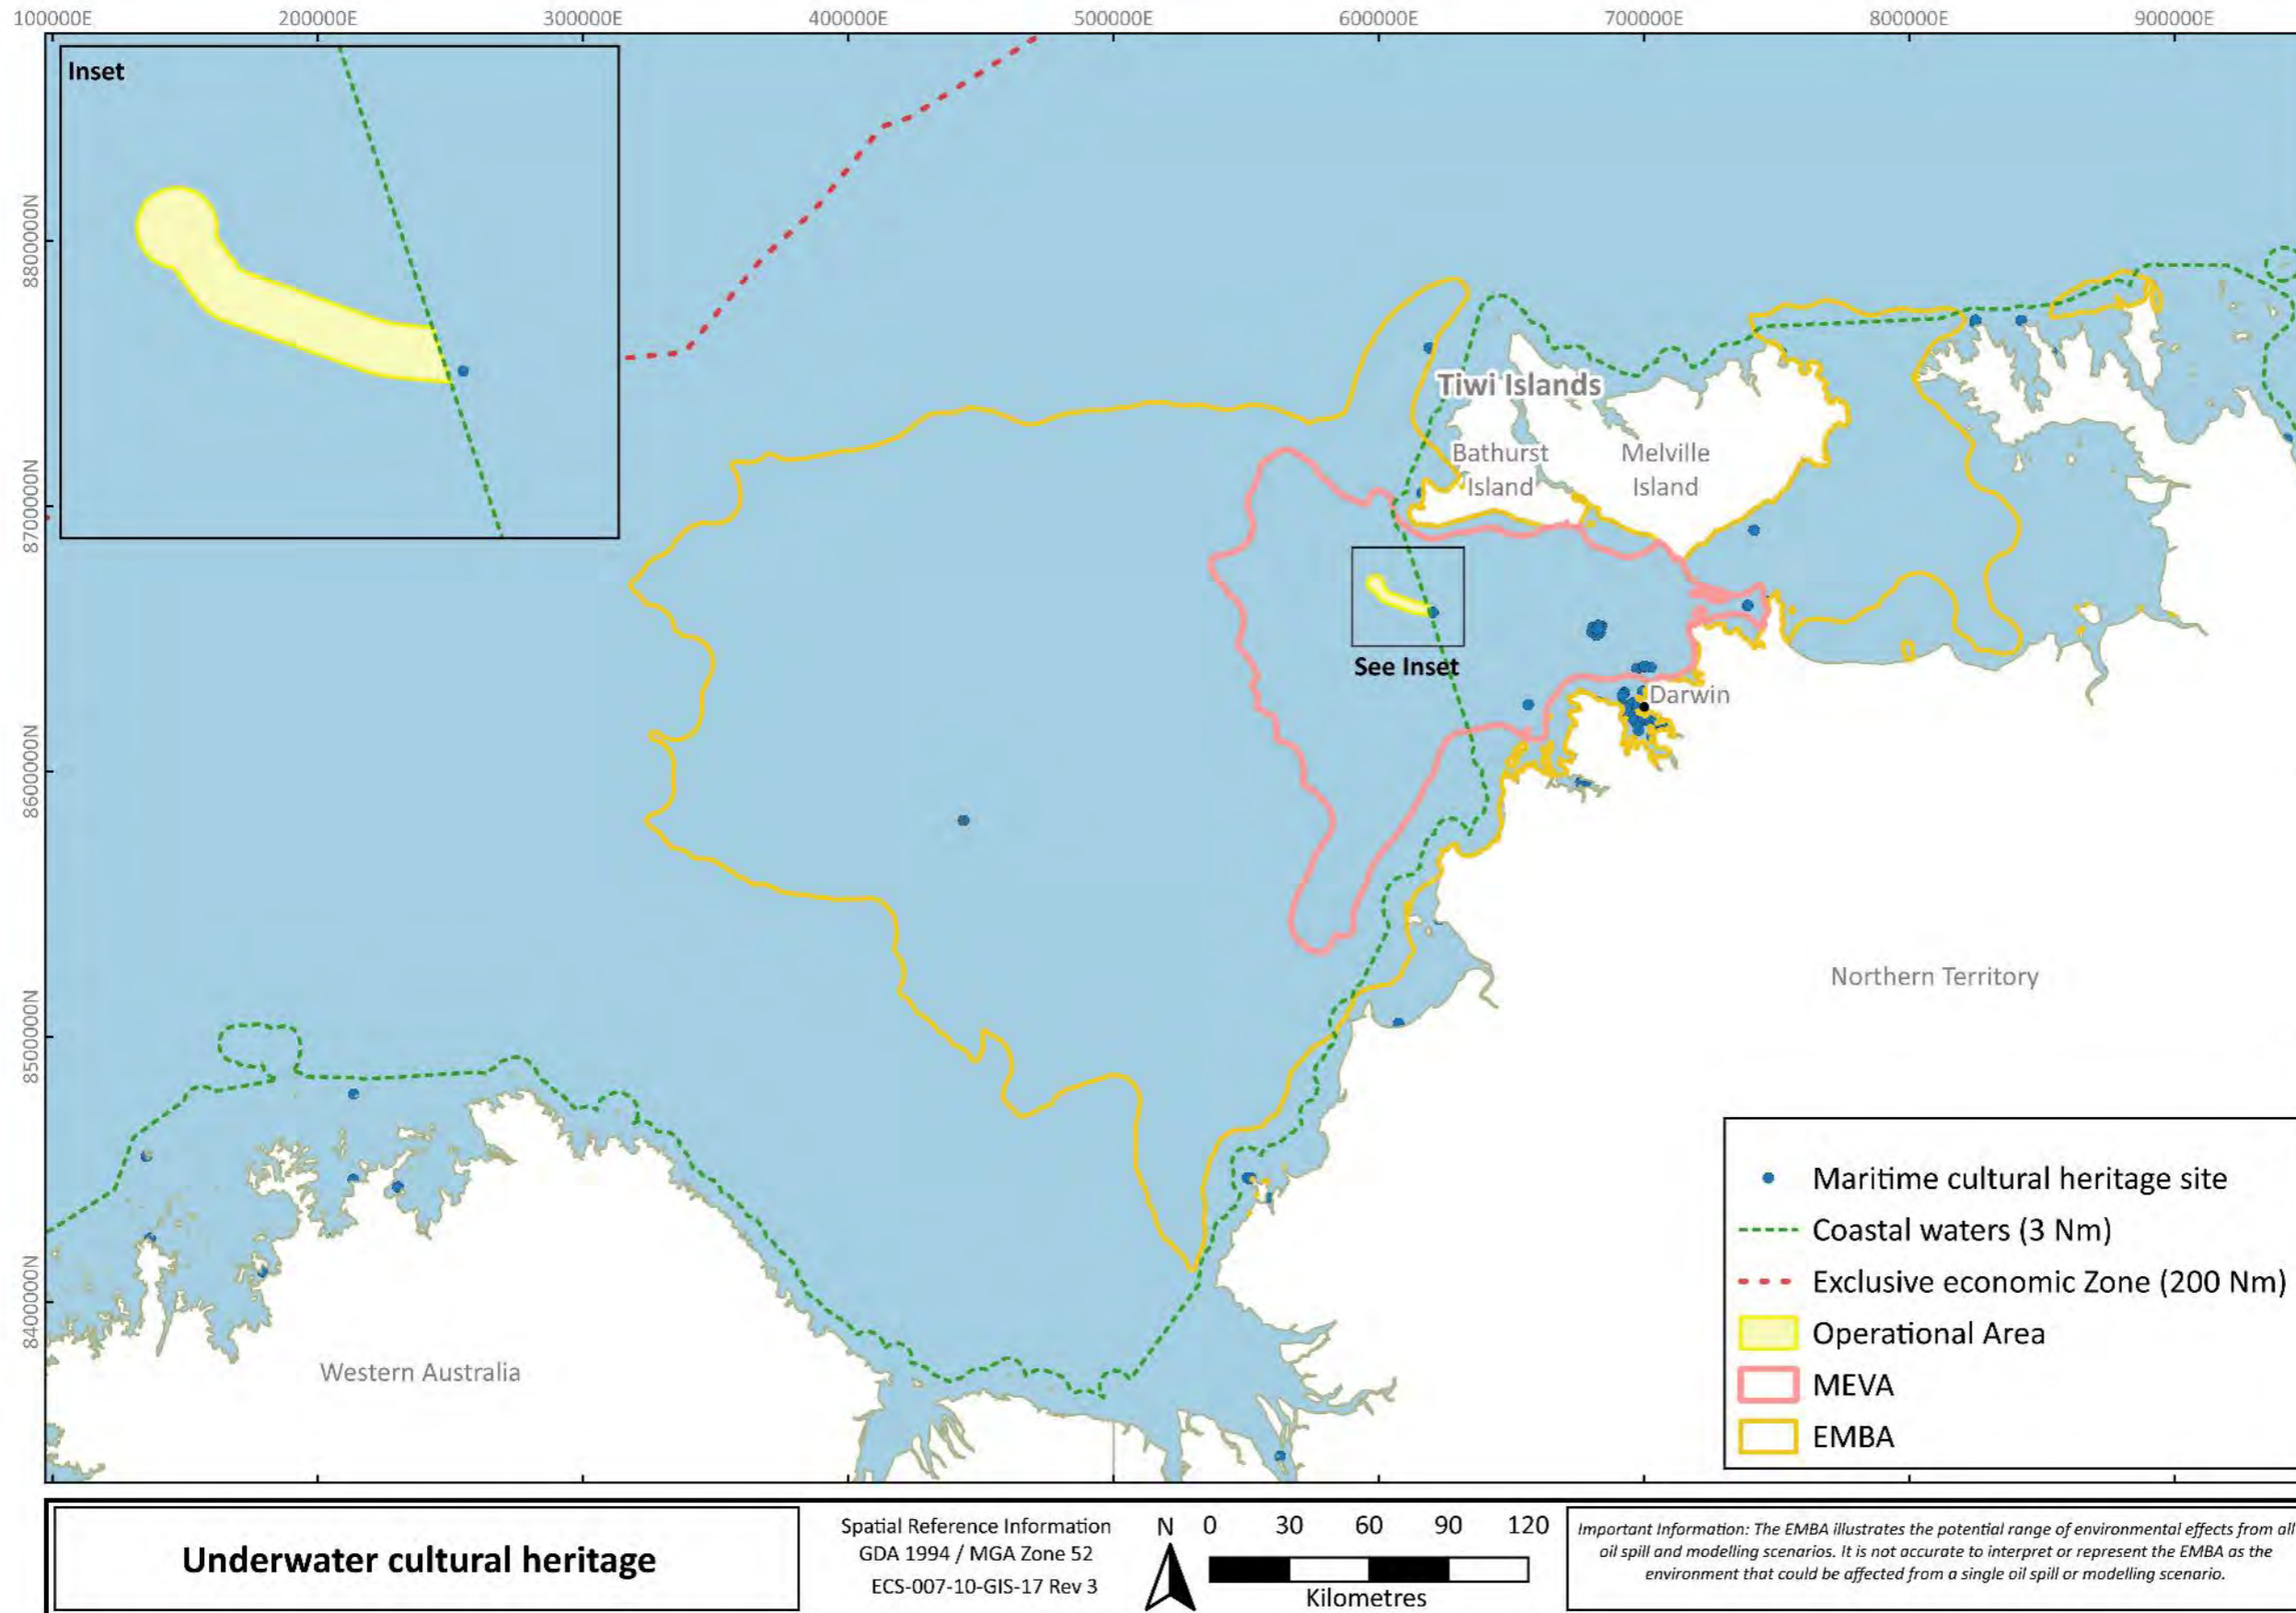 100000E 200000E 300000E 400000E 500000E 600000E 700000E 800000E 900000E
Inset
8800000N
8700000N
8600000N
8500000N
8400000N
Tiwi Islands
Bathurst
Island
Melville
Island
See Inset
Darwin
Northern Territory
Western Australia
Maritime cultural heritage site
Coastal waters (3 Nm)
Exclusive economic Zone (200 Nm)
Operational Area
MEVA
EMBA
Underwater cultural heritage
Spatial Reference Information
GDA 1994 / MGA Zone 52
ECS-007-10-GIS-17 Rev 3
N 0 30 60 90 120
Kilometres
Important Information: The EMBA illustrates the potential range of environmental effects from all
oil spill and modelling scenarios. It is not accurate to interpret or represent the EMBA as the
environment that could be affected from a single oil spill or modelling scenario.